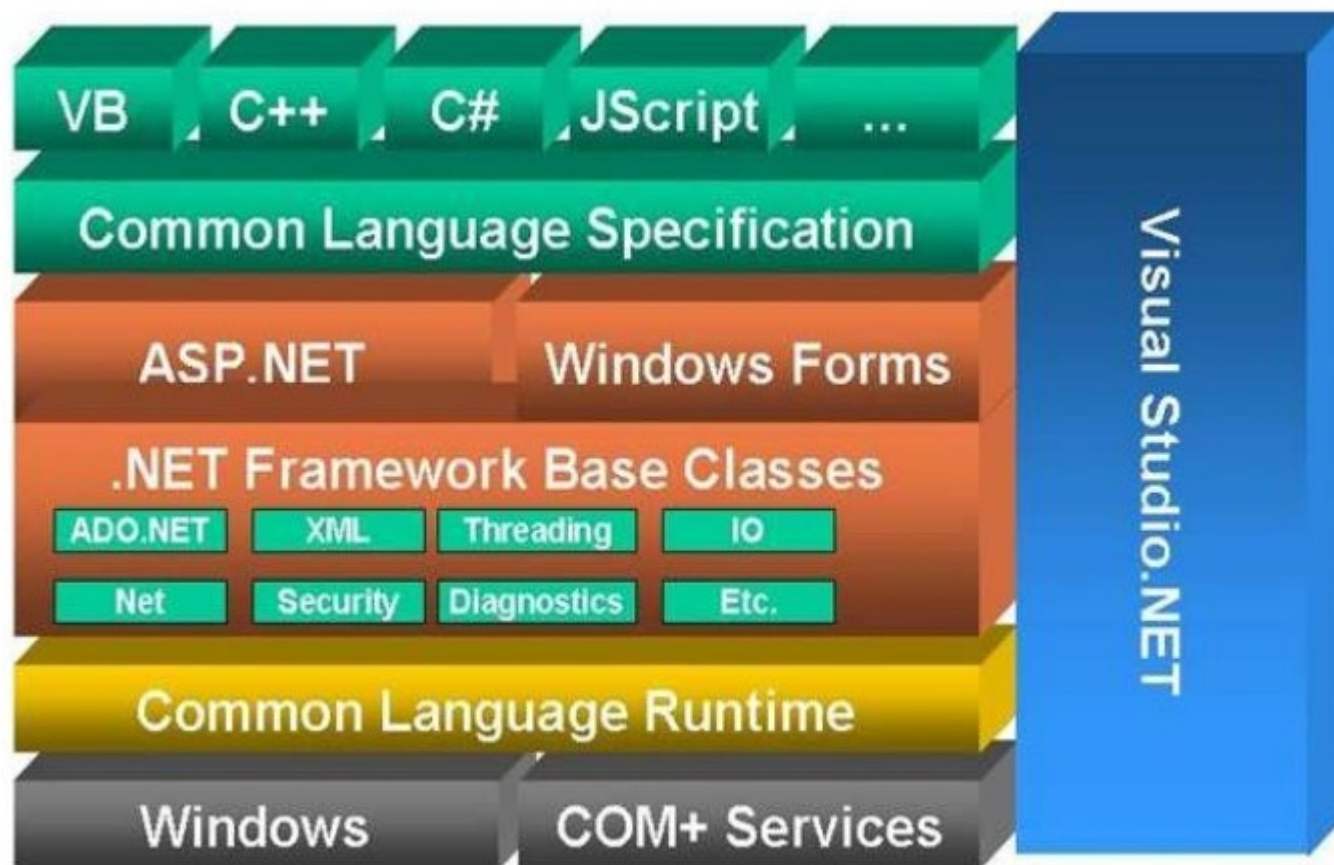 VB C++ C# JScript ...
Common Language Specification
ASP.NET Windows Forms
.NET Framework Base Classes
ADO.NET XML Threading IO
Net Security Diagnostics Etc.
Common Language Runtime
Windows COM+ Services
Visual Studio.NET